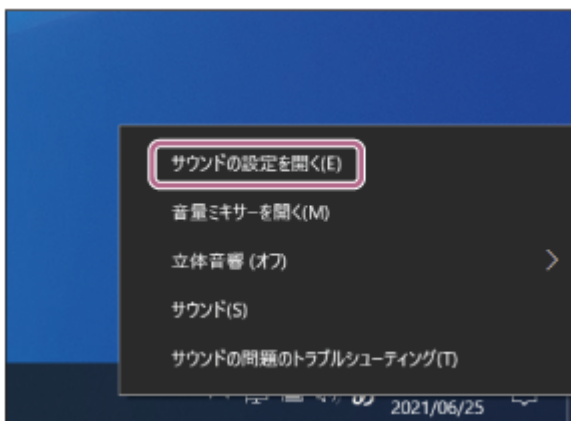 サウンドの設定を開く(E)
音量ミキサーを開く(M)
立体音響 (オフ)
サウンド(S)
サウンドの問題のトラブルシューティング(T)
あ
2021/06/25